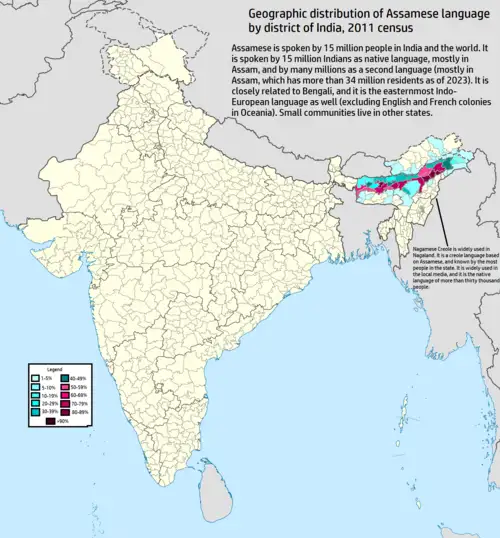 Geographic distribution of Assamese language
by district of India, 2011 census
Assamese is spoken by 15 million people in India and the world. It
is spoken by 15 million Indians as native language, mostly in
Assam, and by many millions as a second language (mostly in
Assam, which has more than 34 million residents as of 2023). It is
closely related to Bengali, and it is the easternmost Indo-
European language as well (excluding English and French colonies
in Oceania). Small communities live in other states.
Nagamese Creole is widely used in
Nagaland. It is a creole language based
on Assamese, and known by the most
people in the state. It is widely used in
the local media, and it is the native
language of more than thirty thousand
people.
Legend
1-5% 40-49%
5-10% 50-59%
10-19% 60-69%
20-29% 70-79%
30-39% 80-89%
>90%